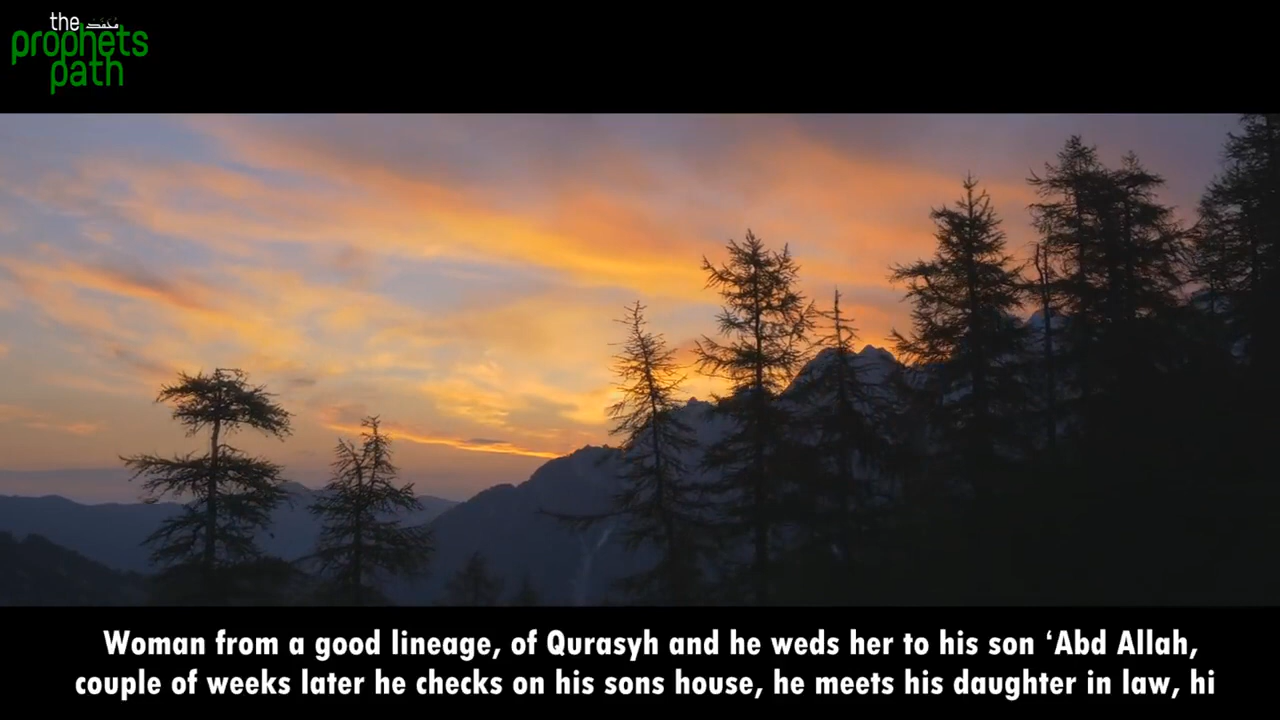 the محمد
prophets
path
Woman from a good lineage, of Qurasyh and he weds her to his son ‘Abd Allah,
couple of weeks later he checks on his sons house, he meets his daughter in law, hi